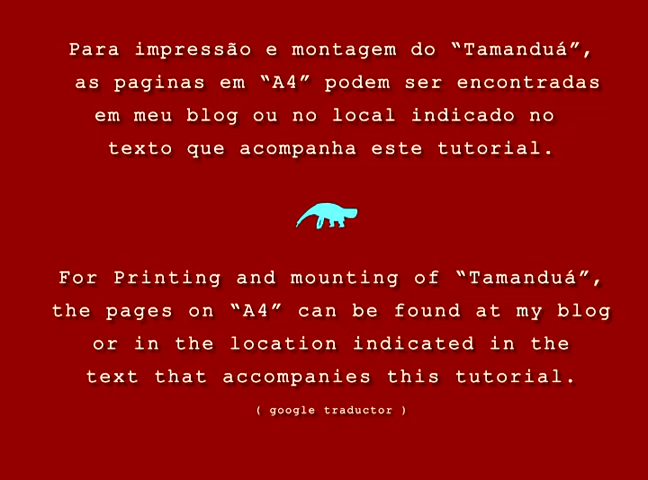 Para impressão e montagem do “Tamanduá”,
as paginas em “A4” podem ser encontradas
em meu blog ou no local indicado no
texto que acompanha este tutorial.
For Printing and mounting of “Tamanduá”,
the pages on “A4” can be found at my blog
or in the location indicated in the
text that accompanies this tutorial.
( google traductor )